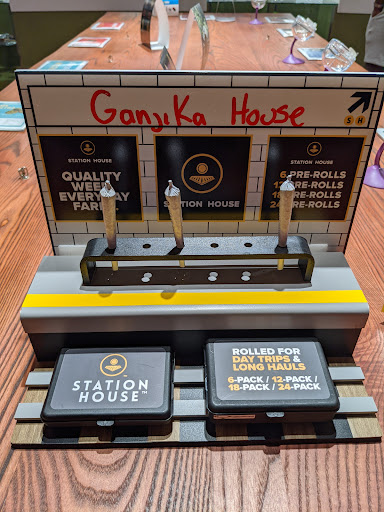 GanjiKa House
SH
STATION HOUSE
QUALITY
WEED
EVERYDAY
FARE.
STATION HOUSE
STATION HOUSE
6-PRE-ROLLS
12-PRE-ROLLS
18-PRE-ROLLS
24-PRE-ROLLS
STATION
HOUSE™
ROLLED FOR
DAY TRIPS &
LONG HAULS
6-PACK / 12-PACK /
18-PACK / 24-PACK